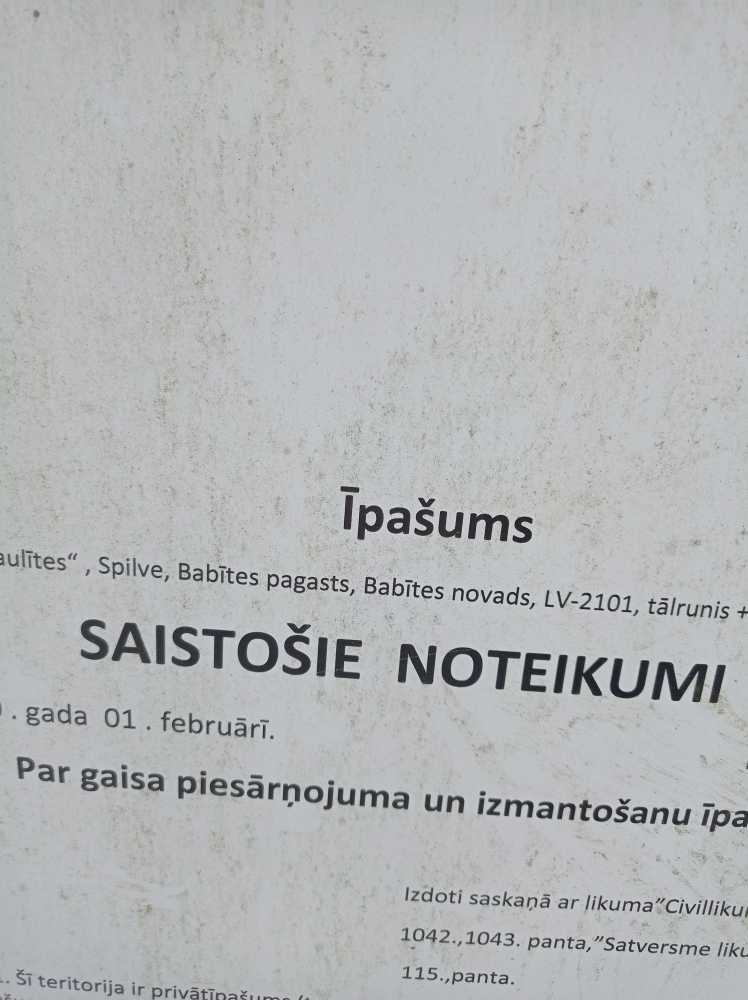 Īpašums
aulītes“ , Spilve, Babītes pagasts, Babītes novads, LV-2101, tālrunis +
SAISTOŠIE NOTEIKUMI
. gada 01 . februārī.
Par gaisa piesārņojuma un izmantošanu īpa
Izdoti saskaņā ar likuma”Civilliku
1042.,1043. panta,”Satversme liku
115.,panta.
. Šī teritorija ir privātīpašums